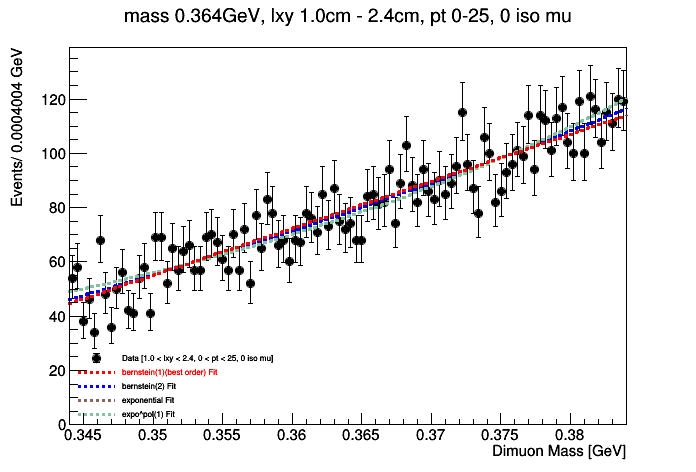 mass 0.364GeV, lxy 1.0cm - 2.4cm, pt 0-25, 0 iso mu
Events/ 0.0004004 GeV
120
100
80
60
40
20
0
Data [1.0 < lxy < 2.4, 0 < pt < 25, 0 iso mu]
bernstein(1)(best order) Fit
bernstein(2) Fit
exponential Fit
expo*pol(1) Fit
0.345 0.35 0.355 0.36 0.365 0.37 0.375 0.38
Dimuon Mass [GeV]